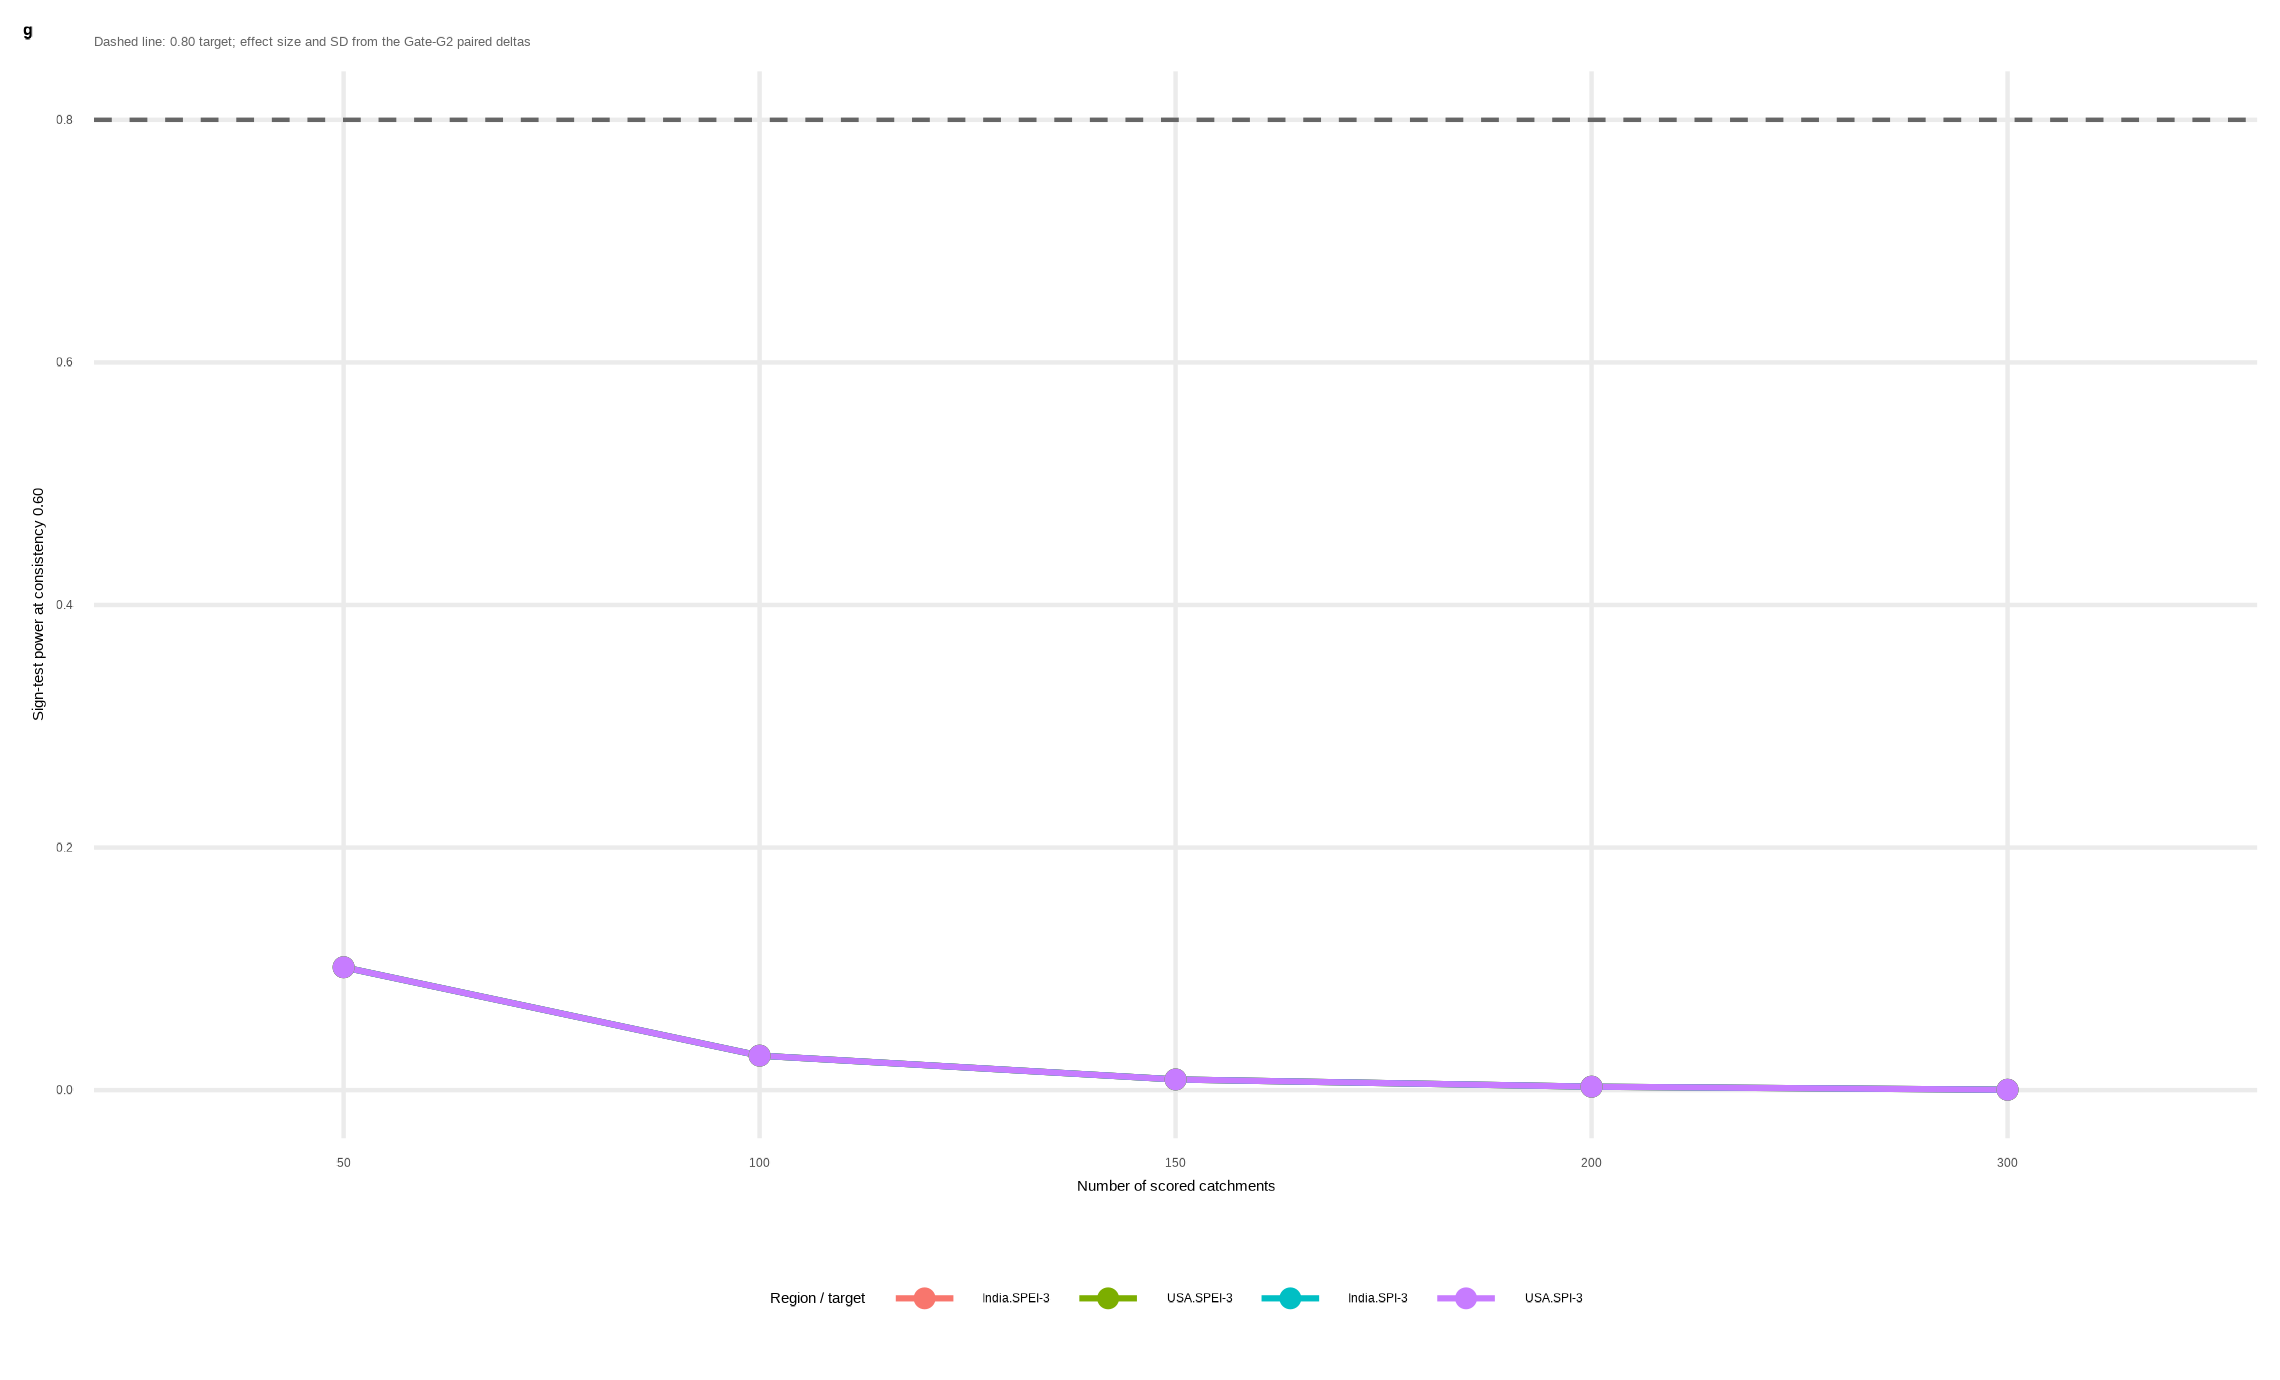 g
Dashed line: 0.80 target; effect size and SD from the Gate-G2 paired deltas
Sign-test power at consistency 0.60
0.8
0.6
0.4
0.2
0.0
50 100 150 200 300
Number of scored catchments
Region / target India.SPEI-3 USA.SPEI-3 India.SPI-3 USA.SPI-3